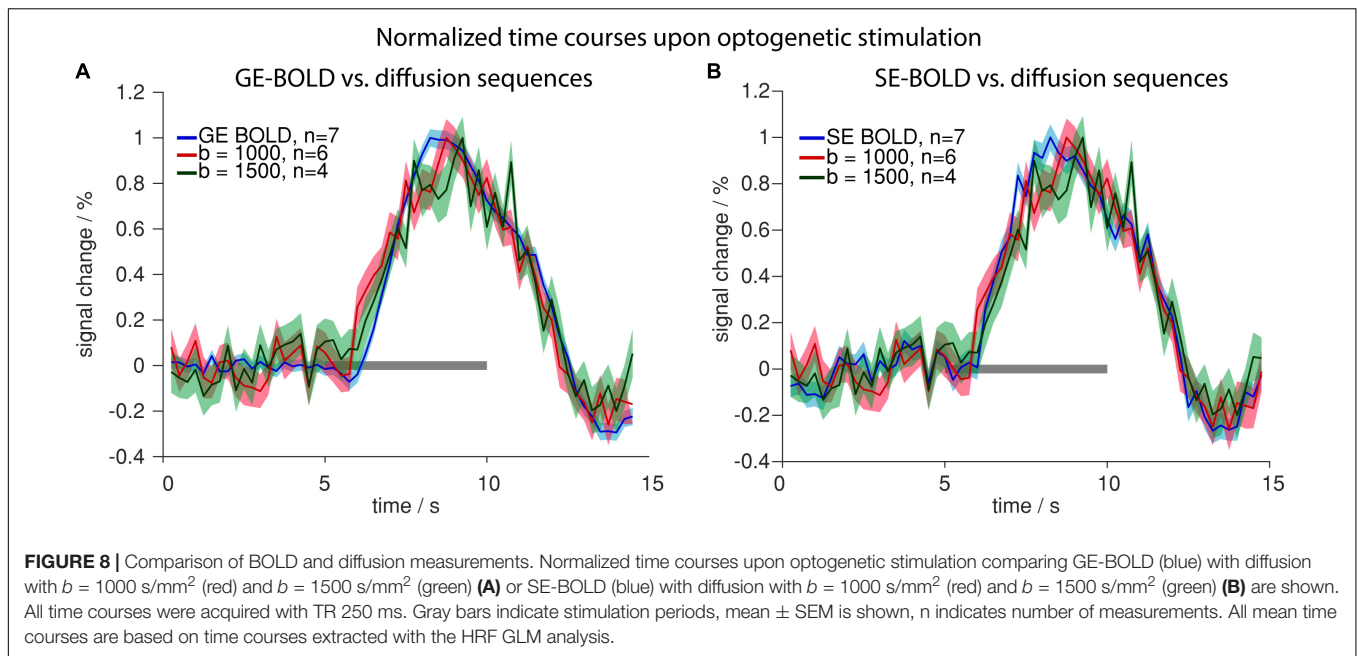 Normalized time courses upon optogenetic stimulation
A
GE-BOLD vs. diffusion sequences
1.2
1
0.8
0.6
0.4
0.2
0
-0.2
-0.4
signal change / %
GE BOLD, n=7
b = 1000, n=6
b = 1500, n=4
0
5
10
15
time / s
B
SE-BOLD vs. diffusion sequences
1.2
1
0.8
0.6
0.4
0.2
0
-0.2
-0.4
signal change / %
SE BOLD, n=7
b = 1000, n=6
b = 1500, n=4
0
5
10
15
time / s
FIGURE 8 | Comparison of BOLD and diffusion measurements. Normalized time courses upon optogenetic stimulation comparing GE-BOLD (blue) with diffusion
with b = 1000 s/mm² (red) and b = 1500 s/mm² (green) (A) or SE-BOLD (blue) with diffusion with b = 1000 s/mm² (red) and b = 1500 s/mm² (green) (B) are shown.
All time courses were acquired with TR 250 ms. Gray bars indicate stimulation periods, mean ± SEM is shown, n indicates number of measurements. All mean time
courses are based on time courses extracted with the HRF GLM analysis.